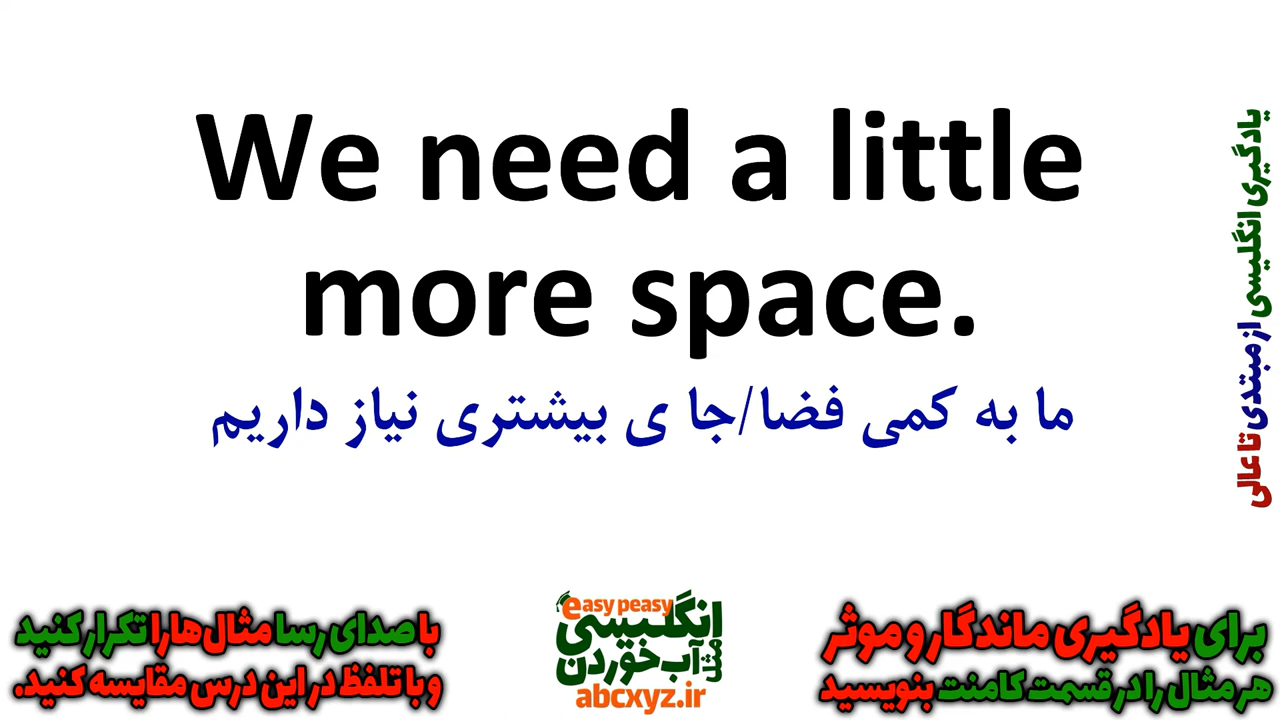 We need a little
more space.
ما به کمی فضا/جا ی بیشتری نیاز داریم
یادگیری انگلیسی از مبتدی تا عالی
برای یادگیری ماندگار و موثر
هر مثال را در قسمت کامنت بنویسید
easy peasy
انگلیسی
مثل آب خوردن
abcxyz.ir
با صدای رسا مثال‌ها را تکرار کنید
و با تلفظ در این درس مقایسه کنید.